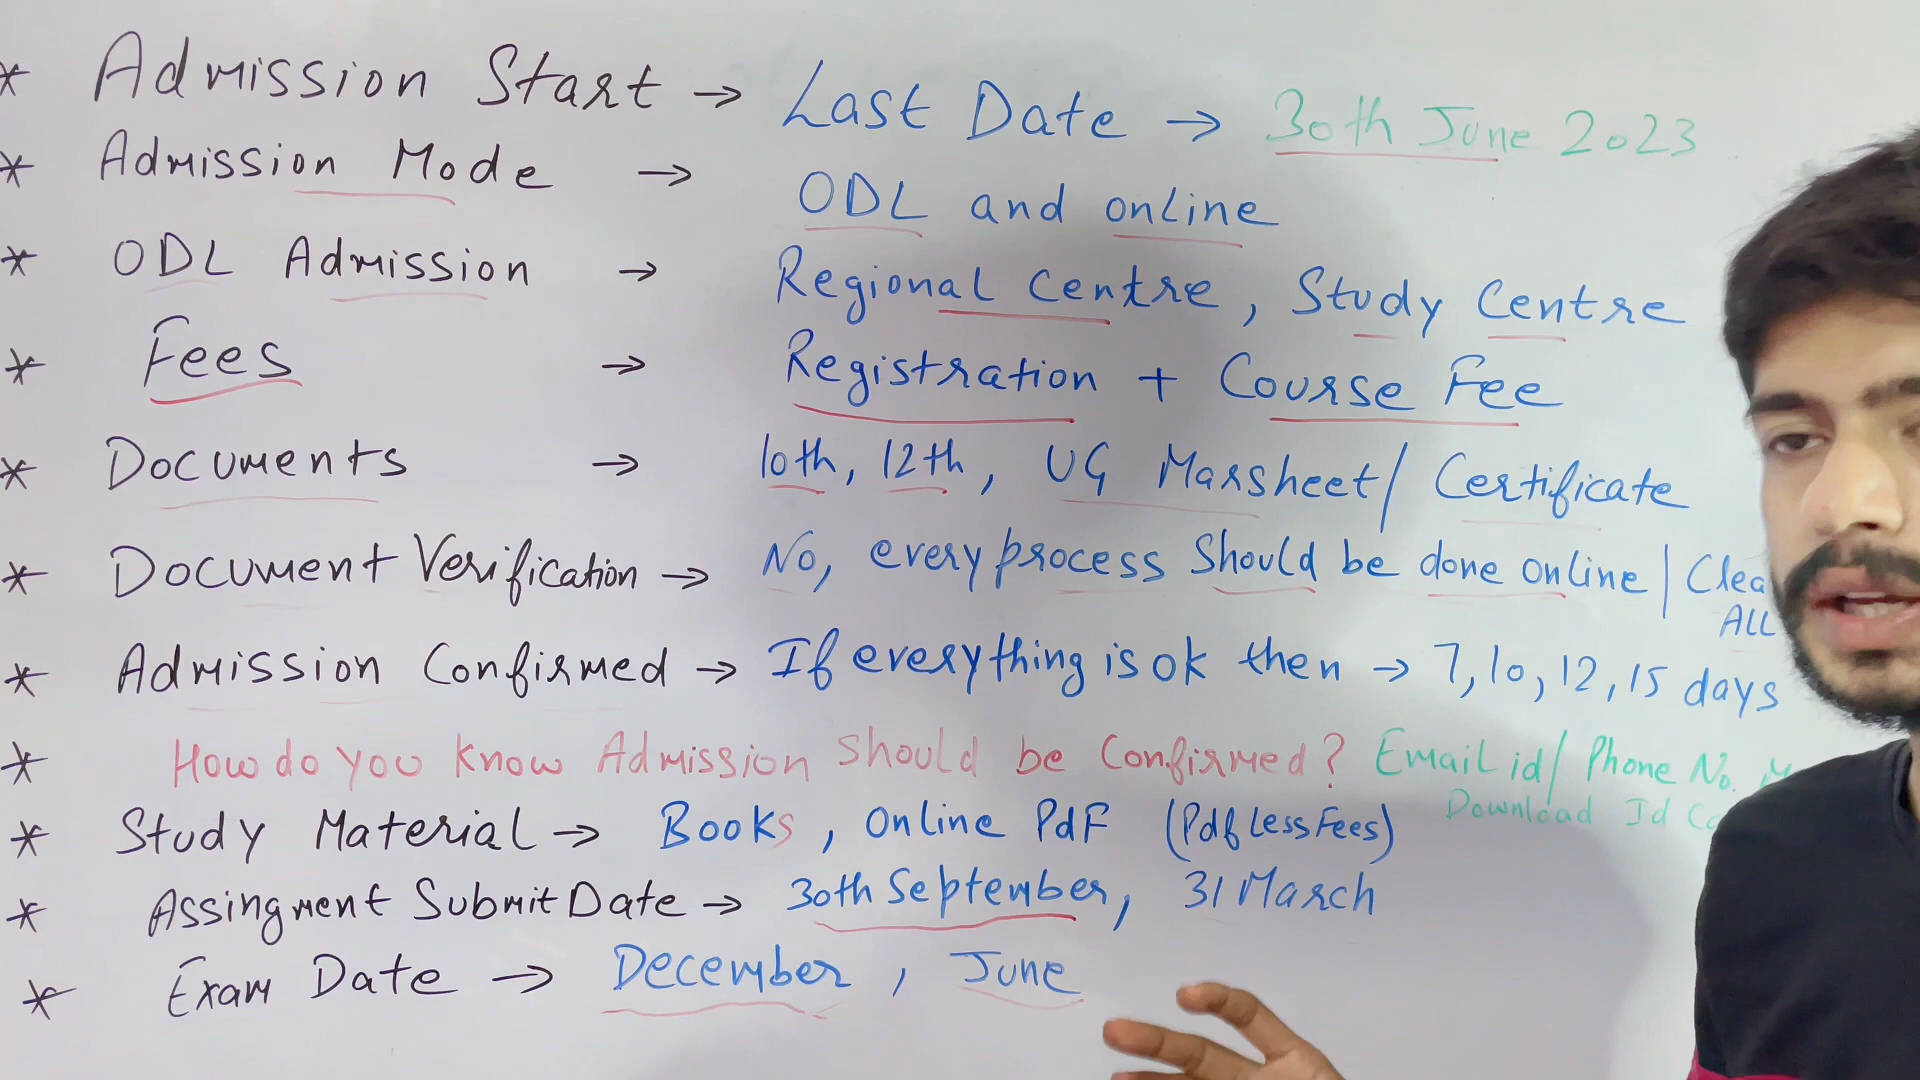 * Admission Start → Last Date → 30th June 2023
* Admission Mode → ODL and online
* ODL Admission → Regional Centre, Study Centre
* Fees → Registration + Course Fee
* Documents → 10th, 12th, UG Marsheet/ Certificate
* Document Verification → No, every process should be done online | Clea
ALL
* Admission Confirmed → If everything is ok then → 7, 10, 12, 15 days
* How do you know Admission should be Confirmed? Email id/ Phone No.
Download Id
* Study Material → Books, Online PdF (Pdf Less Fees)
* Assingment Submit Date → 30th September, 31 March
* Exam Date → December, June